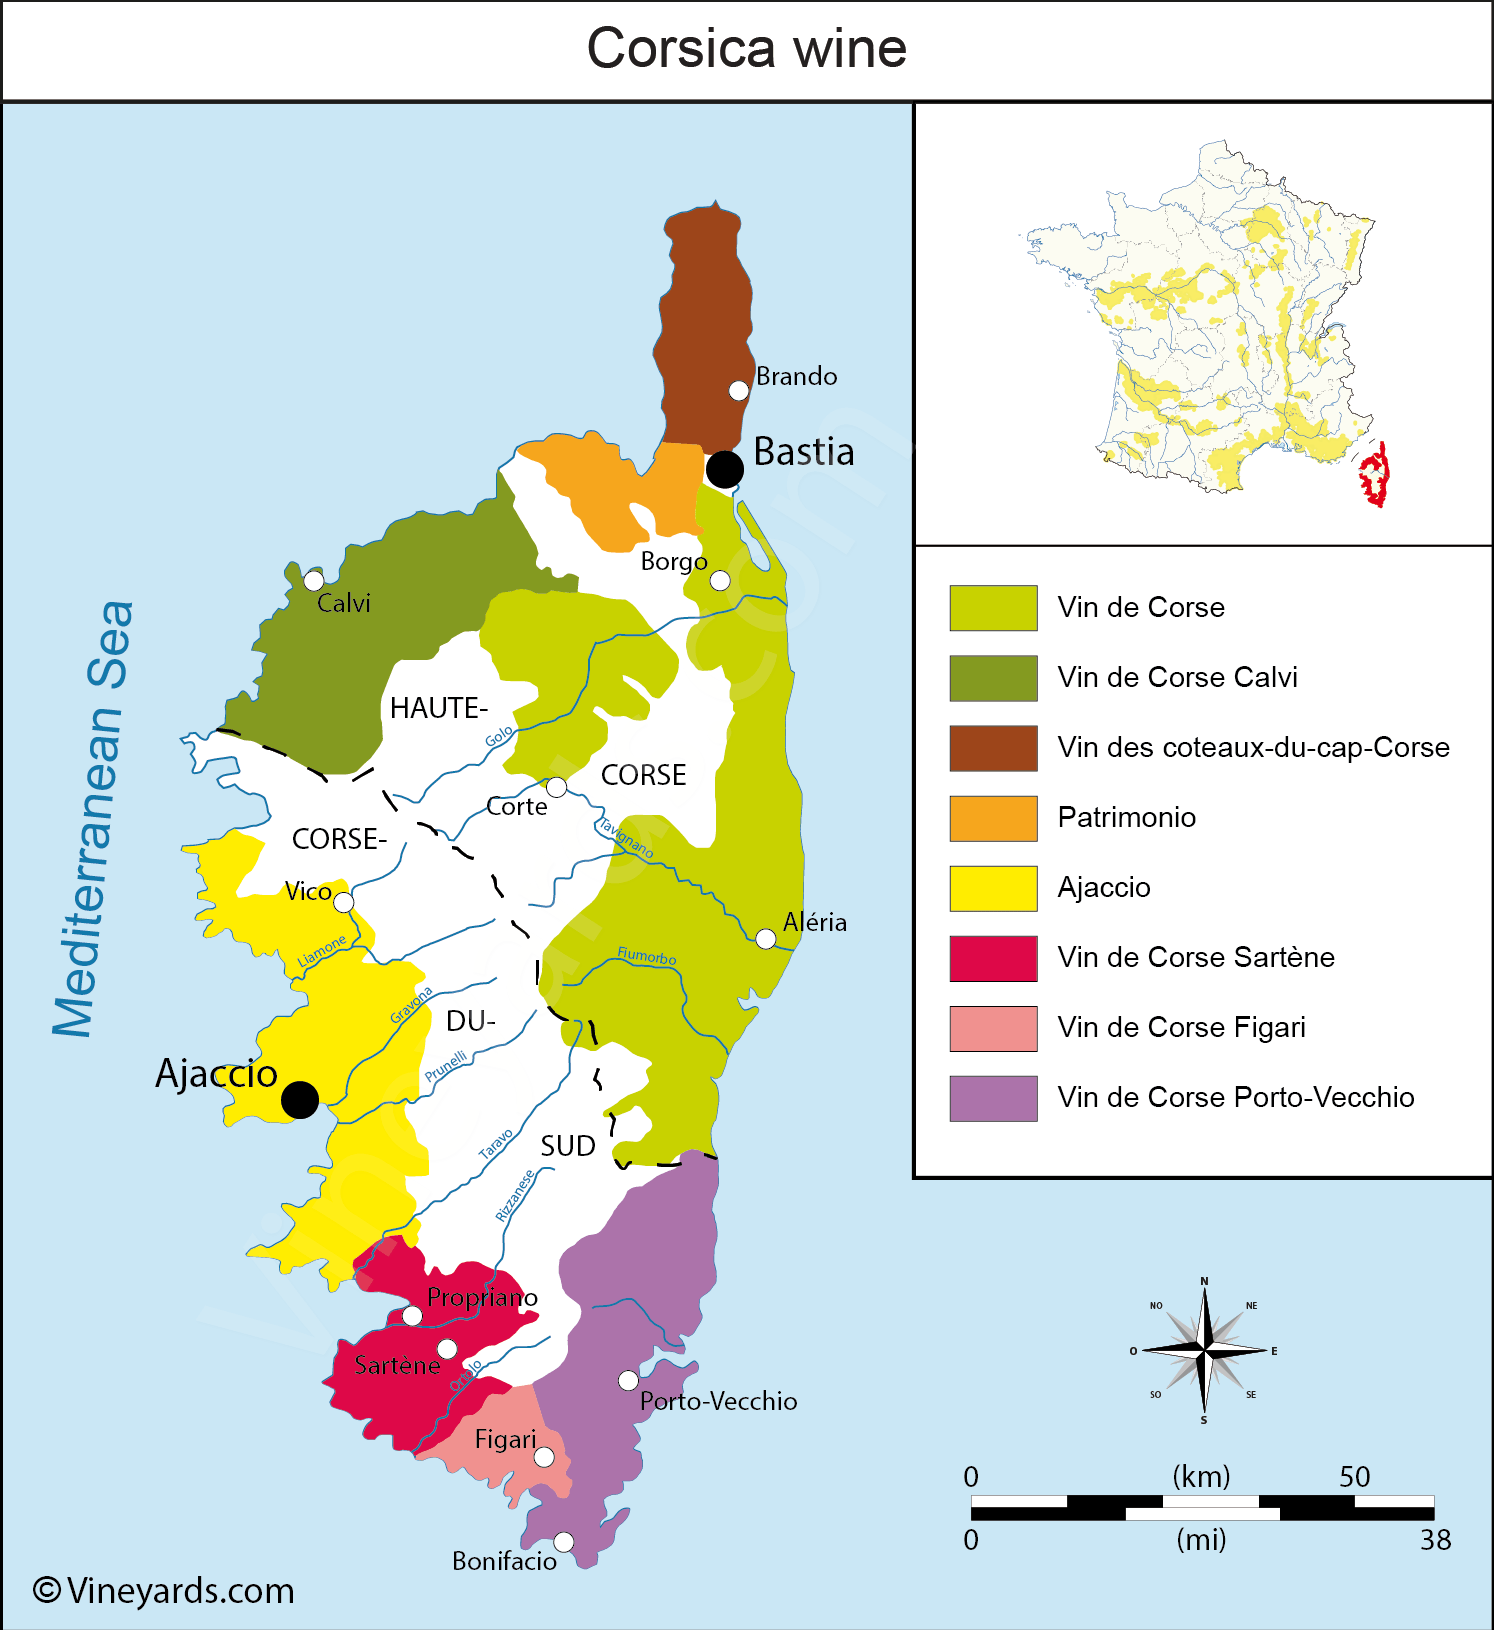 Corsica wine
Brando
Bastia
Borgo
Calvi
Mediterranean Sea
HAUTE-
Golo
CORSE
Corte
Tavignano
CORSE-
Vico
Aléria
Liamone
Fiumorbo
Gravona
DU-
Prunelli
Ajaccio
SUD
Taravo
Rizzanese
Propriano
Sartène
Ortolo
Porto-Vecchio
Figari
Bonifacio
© Vineyards.com
Vin de Corse
Vin de Corse Calvi
Vin des coteaux-du-cap-Corse
Patrimonio
Ajaccio
Vin de Corse Sartène
Vin de Corse Figari
Vin de Corse Porto-Vecchio
N
NO
NE
O
E
SO
SE
S
0 (km) 50
0 (mi) 38
Vineyards.com